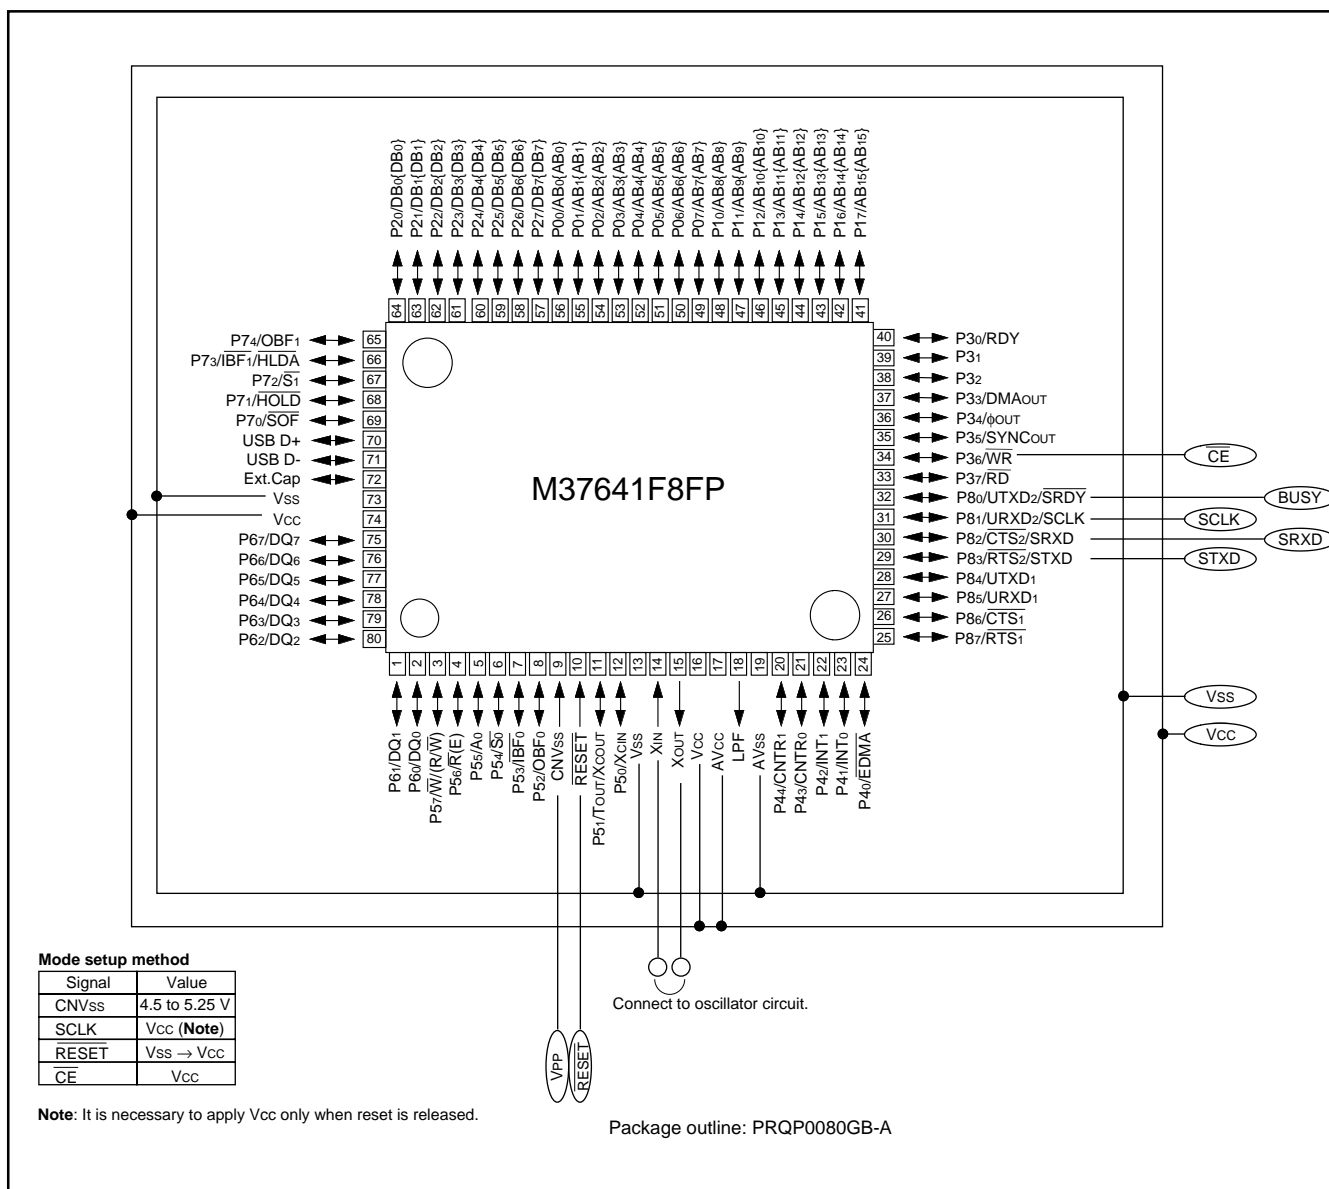 P20/DB0{DB0}
P21/DB1{DB1}
P22/DB2{DB2}
P23/DB3{DB3}
P24/DB4{DB4}
P25/DB5{DB5}
P26/DB6{DB6}
P27/DB7{DB7}
P00/AB0{AB0}
P01/AB1{AB1}
P02/AB2{AB2}
P03/AB3{AB3}
P04/AB4{AB4}
P05/AB5{AB5}
P06/AB6{AB6}
P07/AB7{AB7}
P10/AB8{AB8}
P11/AB9{AB9}
P12/AB10{AB10}
P13/AB11{AB11}
P14/AB12{AB12}
P15/AB13{AB13}
P16/AB14{AB14}
P17/AB15{AB15}
64 63 62 61 60 59 58 57 56 55 54 53 52 51 50 49 48 47 46 45 44 43 42 41
P74/OBF1 65
P73/IBF1/HLDA 66
P72/S1 67
P71/HOLD 68
P70/SOF 69
USB D+ 70
USB D- 71
Ext.Cap 72
Vss 73
Vcc 74
P67/DQ7 75
P66/DQ6 76
P65/DQ5 77
P64/DQ4 78
P63/DQ3 79
P62/DQ2 80
M37641F8FP
40 P30/RDY
39 P31
38 P32
37 P33/DMAOUT
36 P34/ϕOUT
35 P35/SYNCOUT
34 P36/WR CE
33 P37/RD
32 P80/UTXD2/SRDY BUSY
31 P81/URXD2/SCLK SCLK
30 P82/CTS2/SRXD SRXD
29 P83/RTS2/STXD STXD
28 P84/UTXD1
27 P85/URXD1
26 P86/CTS1
25 P87/RTS1
Vss
Vcc
1 2 3 4 5 6 7 8 9 10 11 12 13 14 15 16 17 18 19 20 21 22 23 24
P61/DQ1
P60/DQ0
P57/W/(R/W)
P56/R(E)
P55/A0
P54/S0
P53/IBF0
P52/OBF0
CNVss
RESET
P51/TOUT/XCOUT
P50/XCIN
Vss
XIN
XOUT
Vcc
AVcc
LPF
AVss
P44/CNTR1
P43/CNTR0
P42/INT1
P41/INT0
P40/EDMA
Connect to oscillator circuit.
VPP
RESET
Mode setup method
Signal Value
CNVss 4.5 to 5.25 V
SCLK Vcc (Note)
RESET Vss → Vcc
CE Vcc
Note: It is necessary to apply Vcc only when reset is released.
Package outline: PRQP0080GB-A